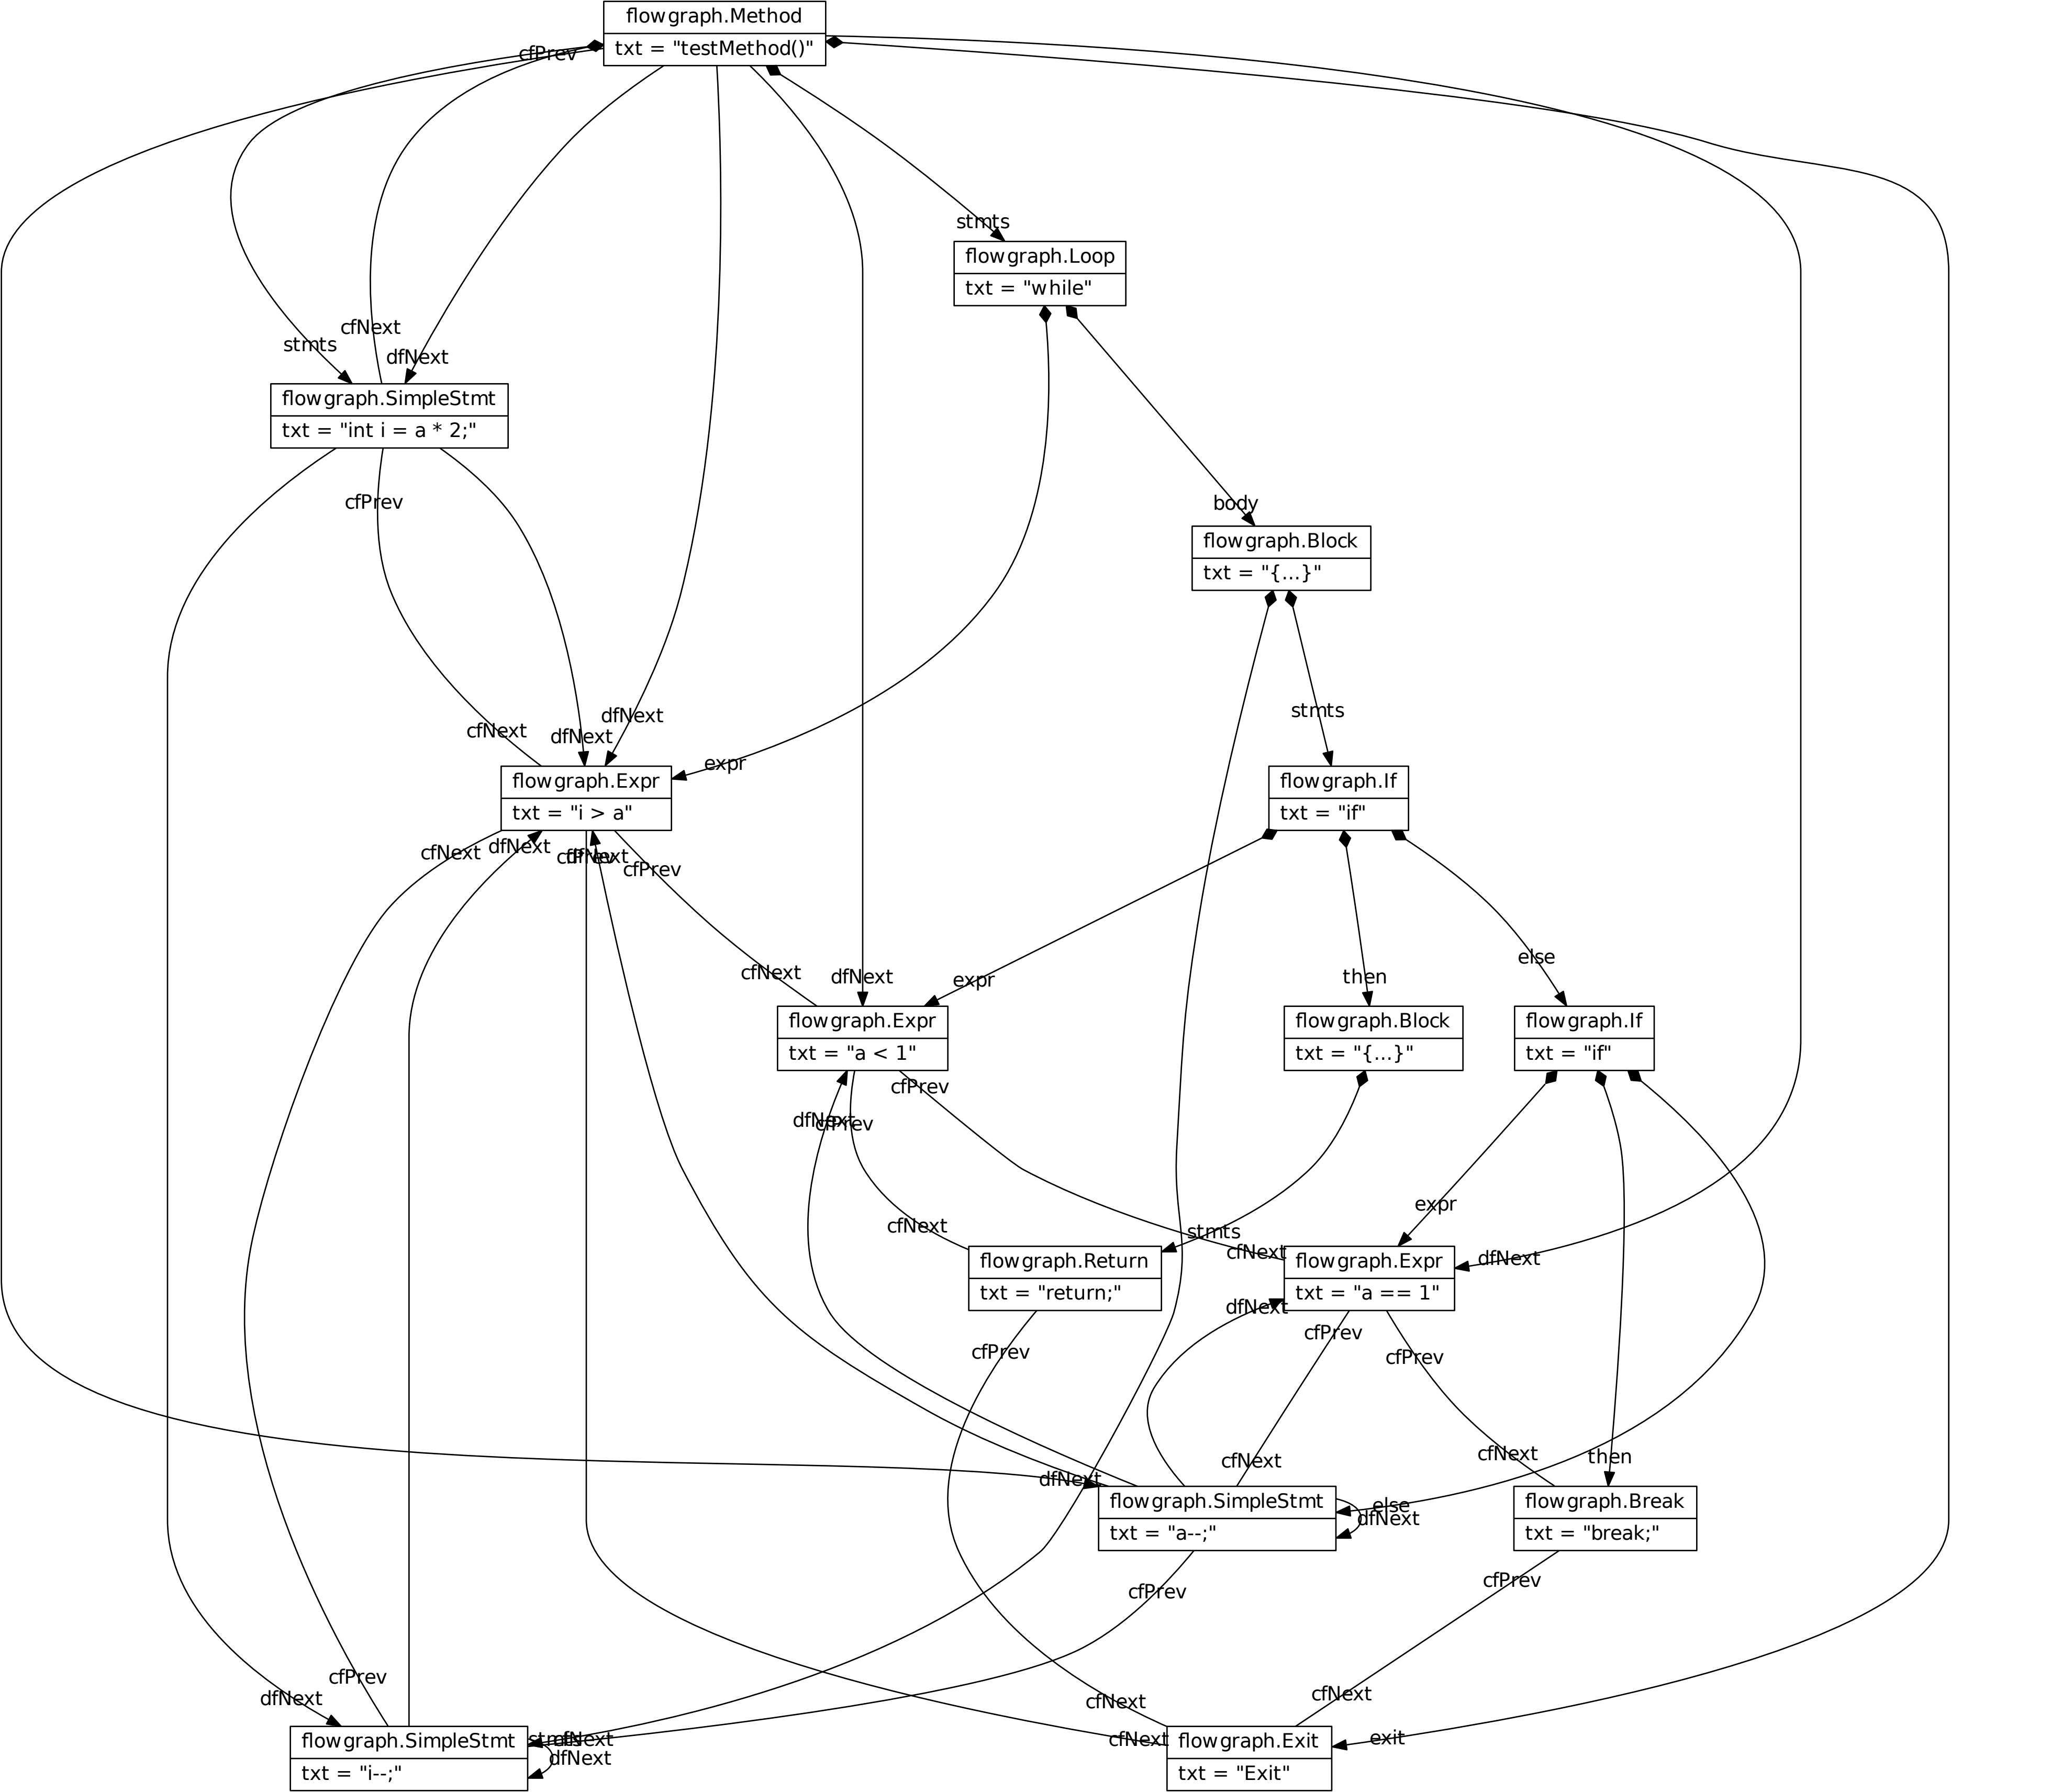 flowgraph.Method
txt = "testMethod()"
cfPrev
stmts
flowgraph.Loop
txt = "while"
cfNext
stmts
dfNext
flowgraph.SimpleStmt
txt = "int i = a * 2;"
cfPrev
body
flowgraph.Block
txt = "{...}"
stmts
dfNext
cfNext
dfNext
expr
flowgraph.Expr
txt = "i > a"
flowgraph.If
txt = "if"
cfNext
dfNext
cfPrev
dfNext
cfPrev
else
cfNext
dfNext
expr
then
flowgraph.Expr
txt = "a < 1"
flowgraph.Block
txt = "{...}"
flowgraph.If
txt = "if"
cfPrev
dfNext
cfPrev
expr
cfNext
stmts
cfNext
dfNext
flowgraph.Return
txt = "return;"
flowgraph.Expr
txt = "a == 1"
dfNext
cfPrev
cfPrev
cfPrev
cfNext
cfNext
then
dfNext
flowgraph.SimpleStmt
txt = "a--;"
else
dfNext
flowgraph.Break
txt = "break;"
cfPrev
cfPrev
cfPrev
dfNext
cfNext
cfNext
flowgraph.SimpleStmt
txt = "i--;"
stmts
cfNext
dfNext
cfNext
flowgraph.Exit
txt = "Exit"
exit